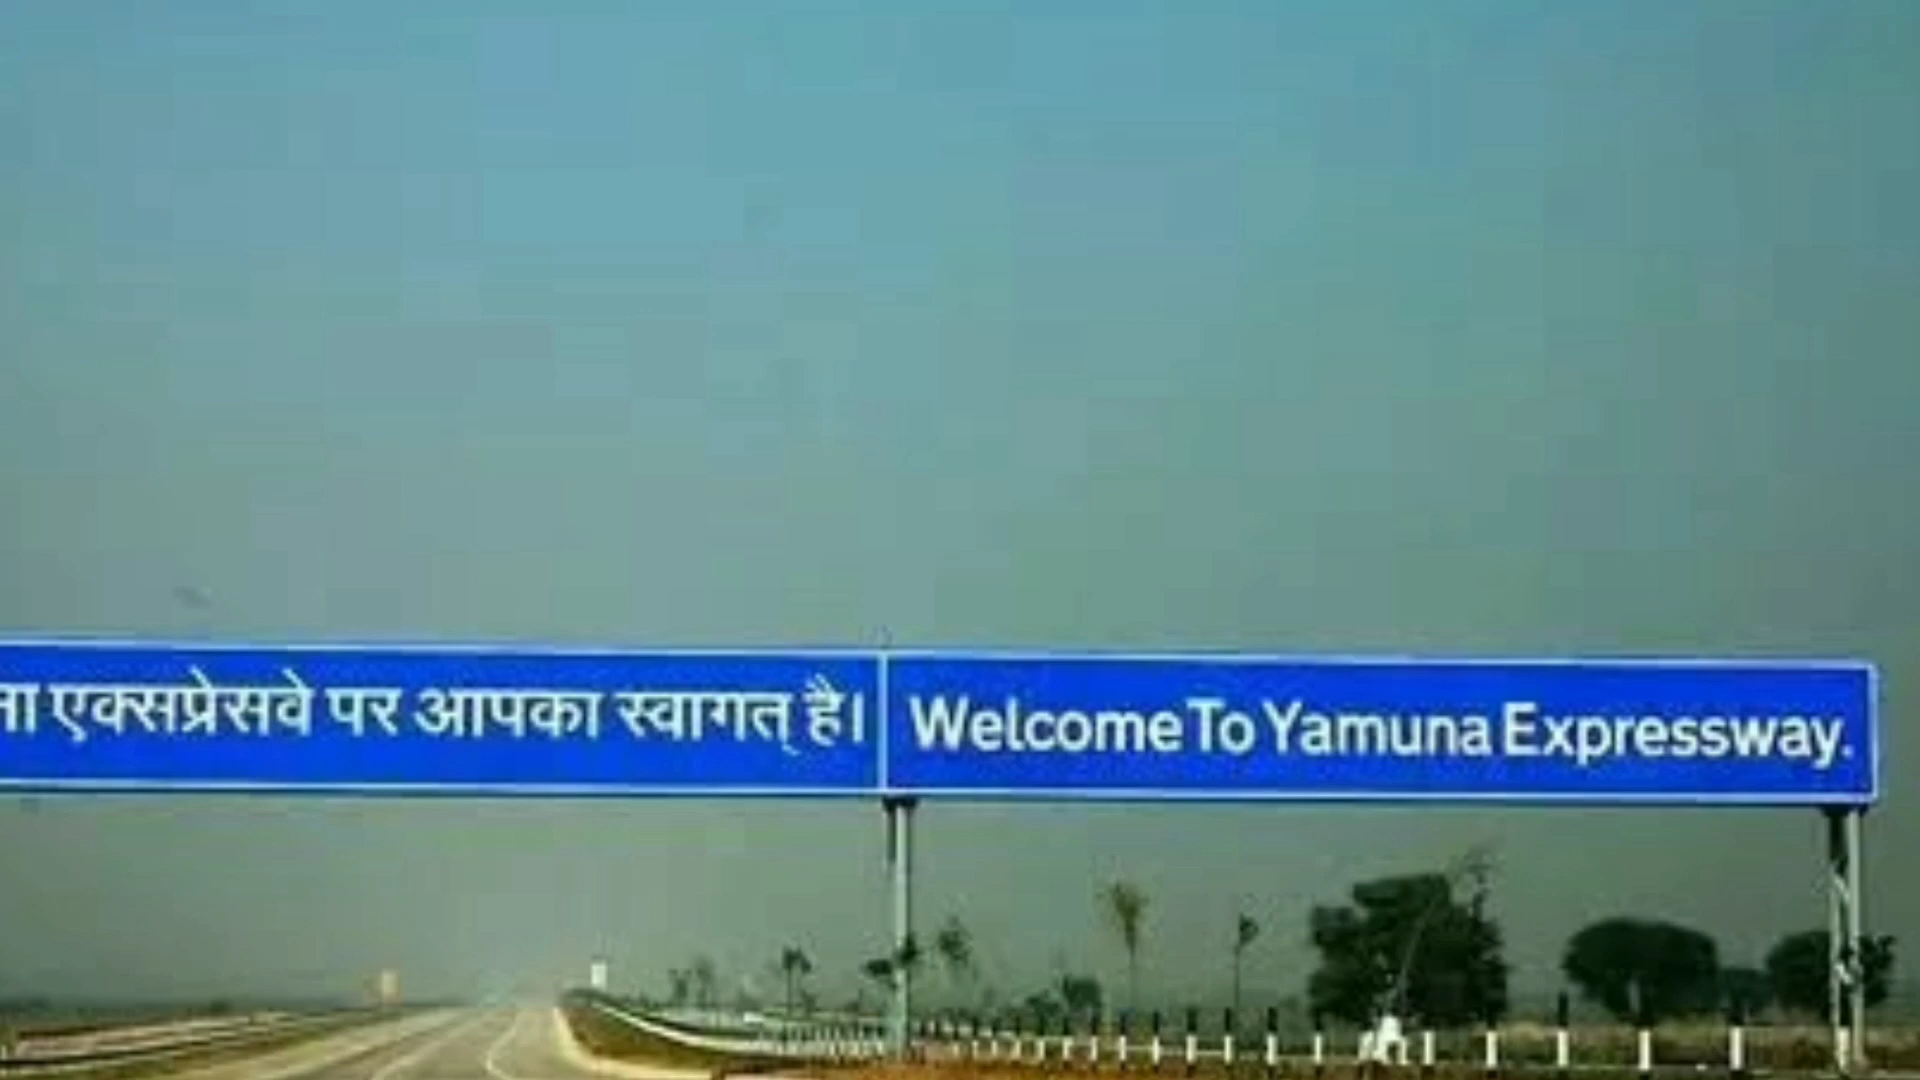 एक्सप्रेसवे पर आपका स्वागत् है।
Welcome To Yamuna Expressway.